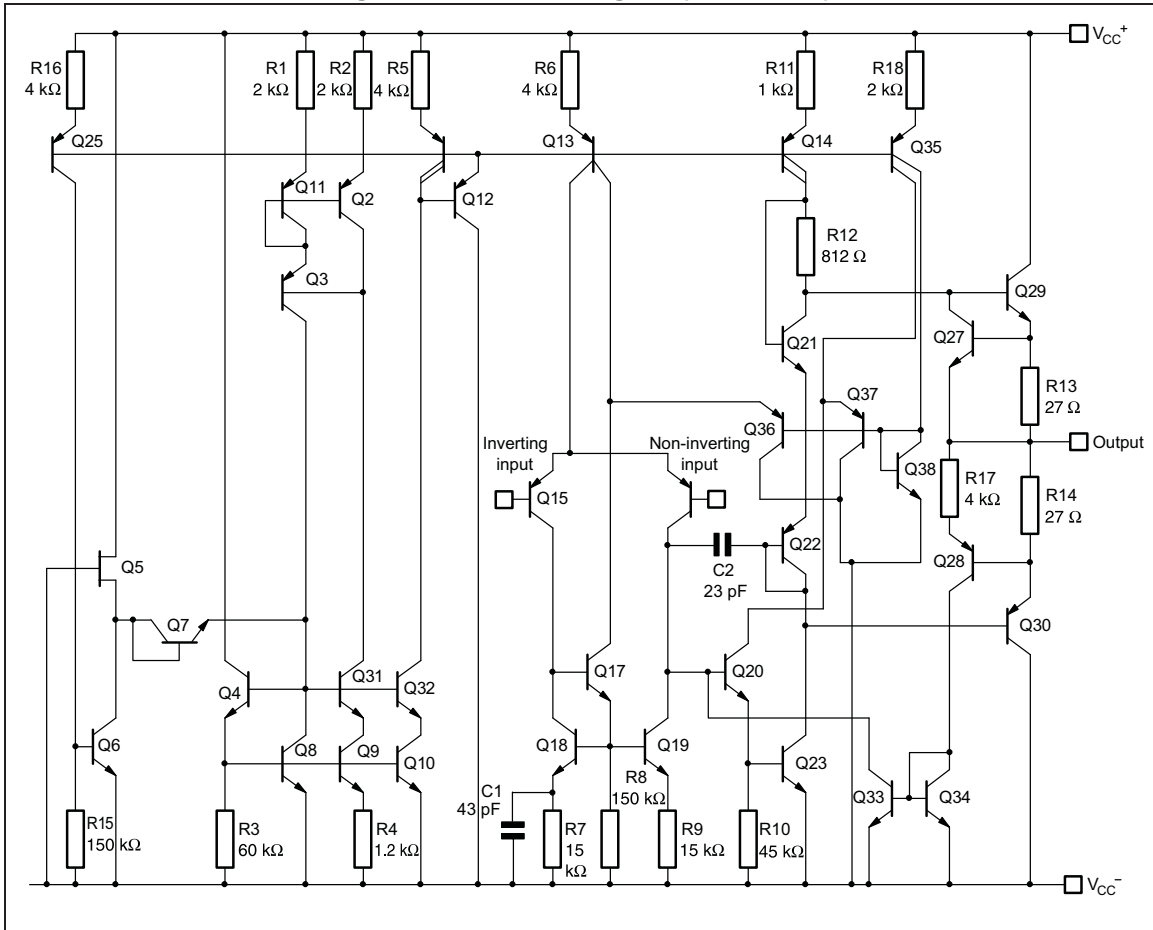 V_CC⁺
R16
4 kΩ
R1
2 kΩ
R2
2 kΩ
R5
4 kΩ
R6
4 kΩ
R11
1 kΩ
R18
2 kΩ
Q25
Q13
Q14
Q35
Q11
Q2
Q12
R12
812 Ω
Q3
Q29
Q21
Q27
Q37
R13
27 Ω
Q36
Inverting
input
Non-inverting
input
Output
Q38
Q15
R17
4 kΩ
R14
27 Ω
Q22
C2
23 pF
Q28
Q5
Q7
Q30
Q4
Q31
Q32
Q17
Q20
Q6
Q8
Q9
Q10
Q18
Q19
Q23
R8
150 kΩ
C1
43 pF
Q33
Q34
R15
150 kΩ
R3
60 kΩ
R4
1.2 kΩ
R7
15
kΩ
R9
15 kΩ
R10
45 kΩ
V_CC⁻